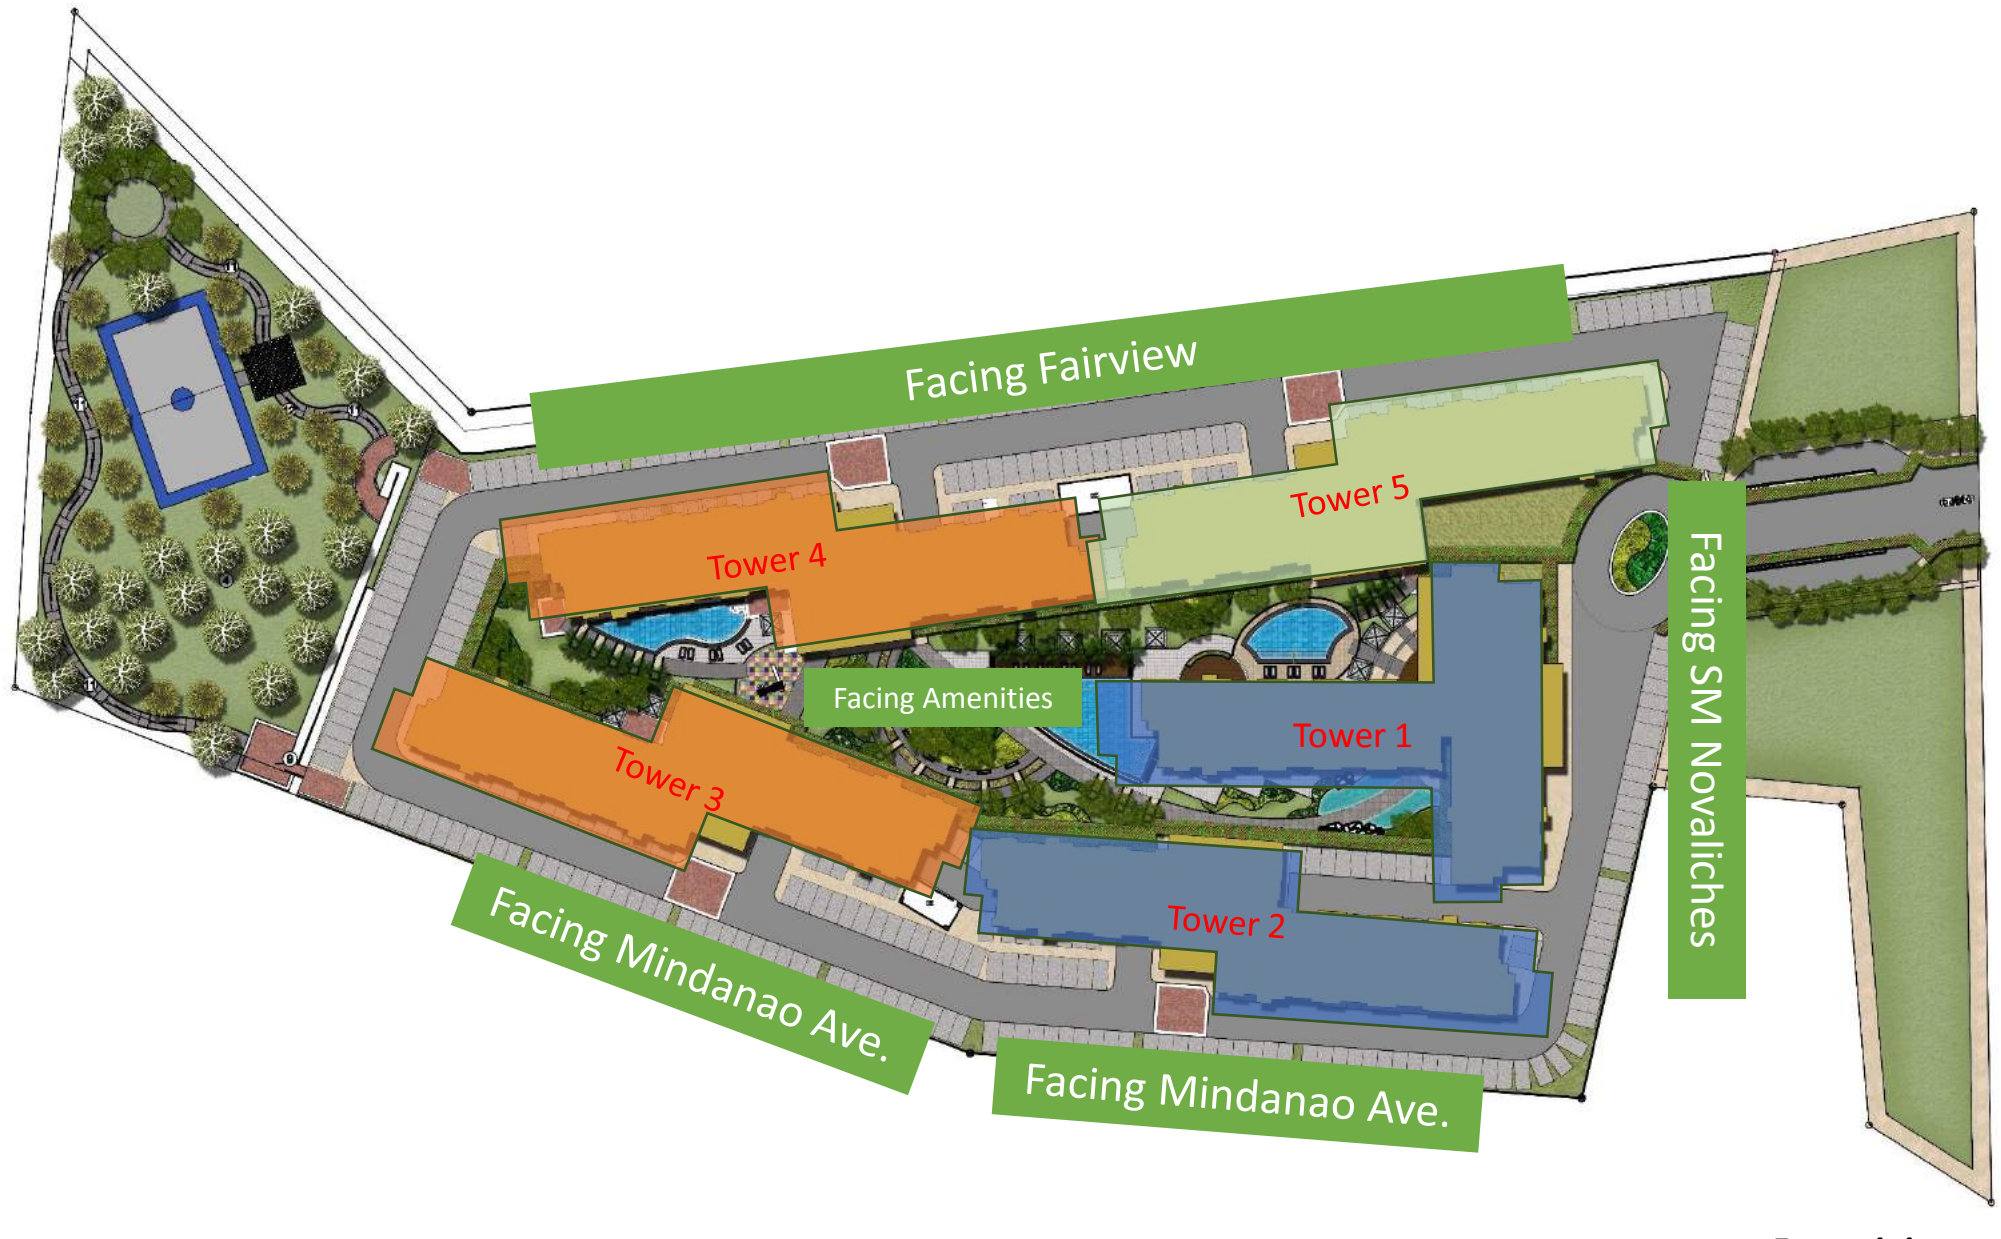 Facing Fairview
Tower 5
Tower 4
Facing SM Novaliches
Facing Amenities
Tower 1
Tower 3
Tower 2
Facing Mindanao Ave.
Facing Mindanao Ave.